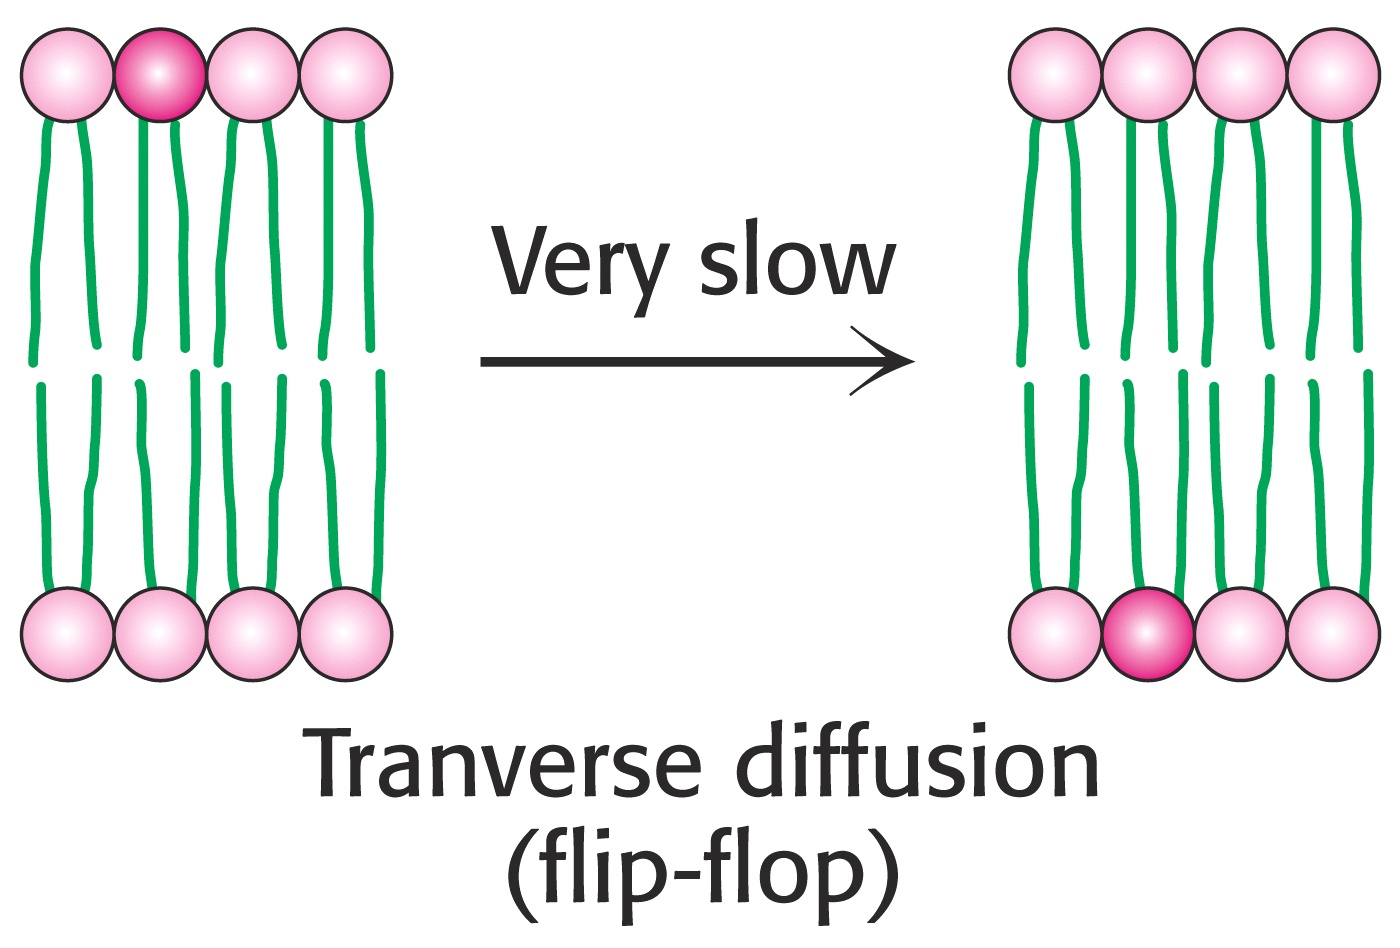 Very slow
Tranverse diffusion
(flip-flop)